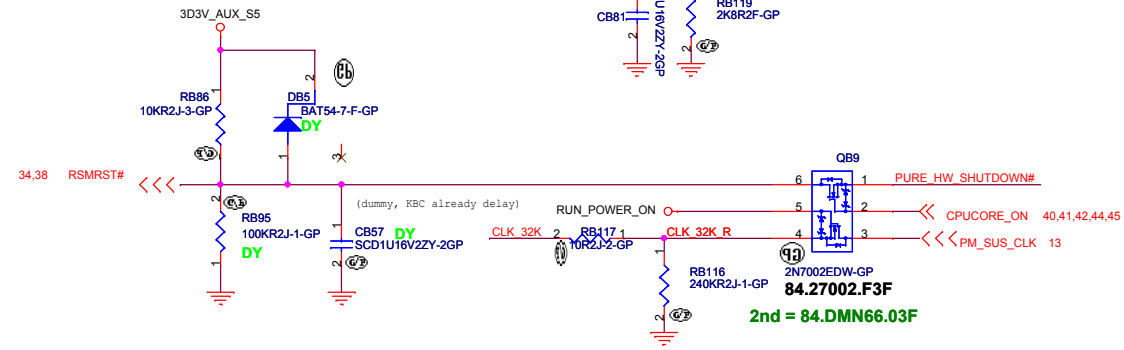 3D3V_AUX_S5
RB119
2K8R2F-GP
CB81
2
U16V2ZY-2GP
2
G/P
1
RB86
10KR2J-3-GP
2
DB5
BAT54-7-F-GP
DY
1
3
34,38 RSMRST#
2
RB95
100KR2J-1-GP
DY
1
(dummy, KBC already delay)
1
CB57
DY
SCD1U16V2ZY-2GP
2
G/P
RUN_POWER_ON
CLK_32K
2
RB117
1
10R2J-2-GP
CLK_32K_R
1
RB116
240KR2J-1-GP
2
G/P
QB9
6
1
PURE_HW_SHUTDOWN#
5
2
CPUCORE_ON 40,41,42,44,45
4
3
PM_SUS_CLK 13
2N7002EDW-GP
84.27002.F3F
2nd = 84.DMN66.03F